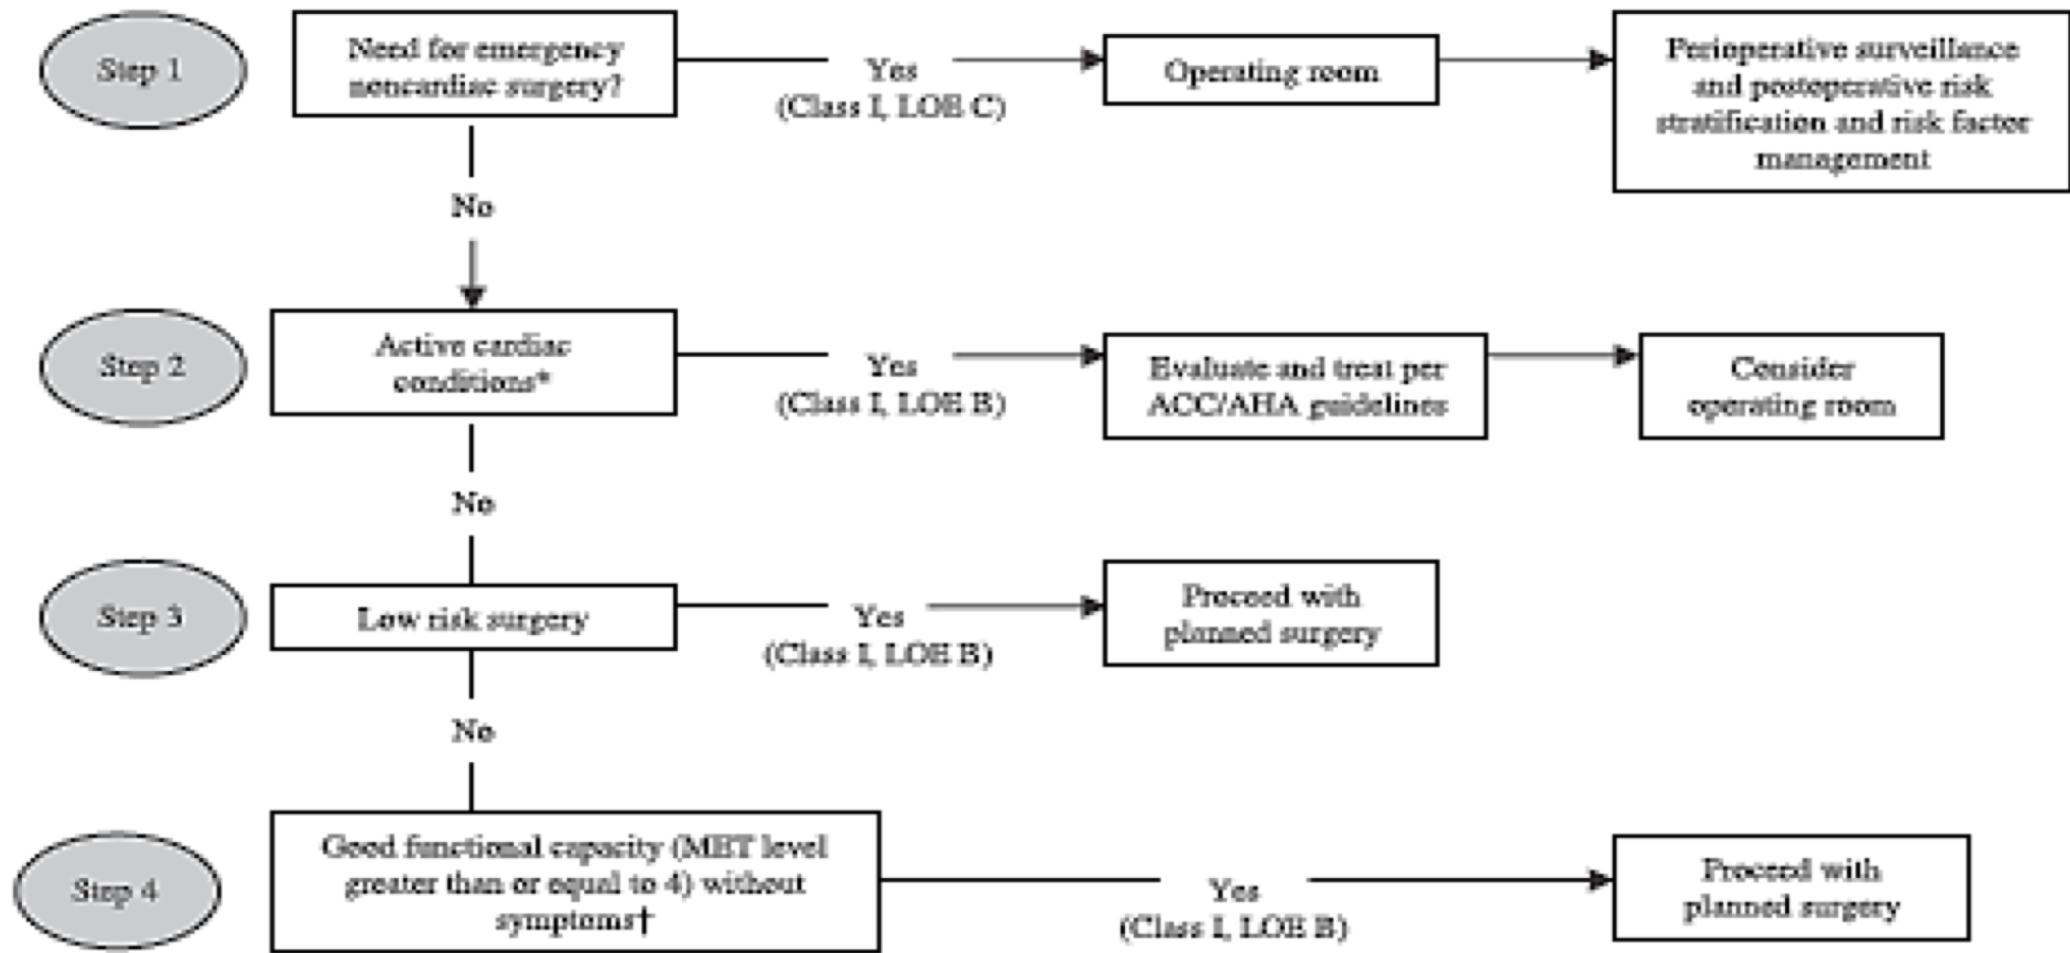 Step 1
Need for emergency
noncardiac surgery?
Yes
(Class I, LOE C)
Operating room
Perioperative surveillance
and postoperative risk
stratification and risk factor
management
No
Step 2
Active cardiac
conditions*
Yes
(Class I, LOE B)
Evaluate and treat per
ACC/AHA guidelines
Consider
operating room
No
Step 3
Low risk surgery
Yes
(Class I, LOE B)
Proceed with
planned surgery
No
Step 4
Good functional capacity (MET level
greater than or equal to 4) without
symptoms†
Yes
(Class I, LOE B)
Proceed with
planned surgery